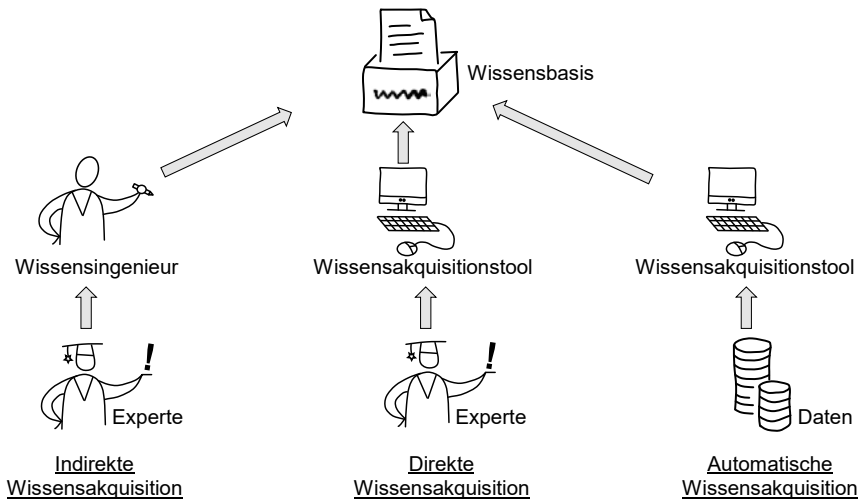 Wissensbasis
Wissensingenieur
Wissensakquisitionstool
Wissensakquisitionstool
Experte
Experte
Daten
Indirekte
Wissensakquisition
Direkte
Wissensakquisition
Automatische
Wissensakquisition